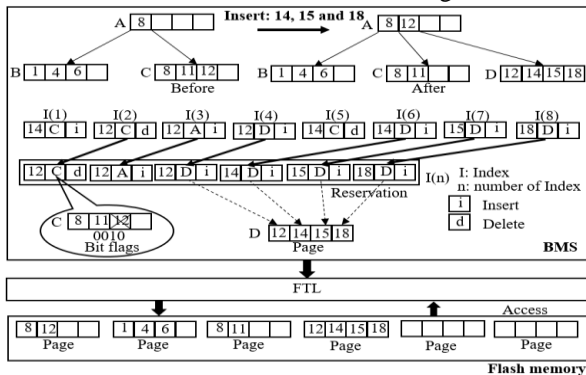 Insert: 14, 15 and 18
A 8
A 8 12
B 1 4 6
C 8 11 12
B 1 4 6
C 8 11
D 12 14 15 18
Before
After
I(1) I(2) I(3) I(4) I(5) I(6) I(7) I(8)
14 C i
12 C d
12 A i
12 D i
14 C d
14 D i
15 D i
18 D i
12 C d 12 A i 12 D i 14 D i 15 D i 18 D i
I(n)
I: Index
n: number of Index
Reservation
i Insert
d Delete
C 8 11 12
0010
Bit flags
D 12 14 15 18
Page
BMS
FTL
Access
8 12
1 4 6
8 11
12 14 15 18
Page Page Page Page Page Page
Flash memory